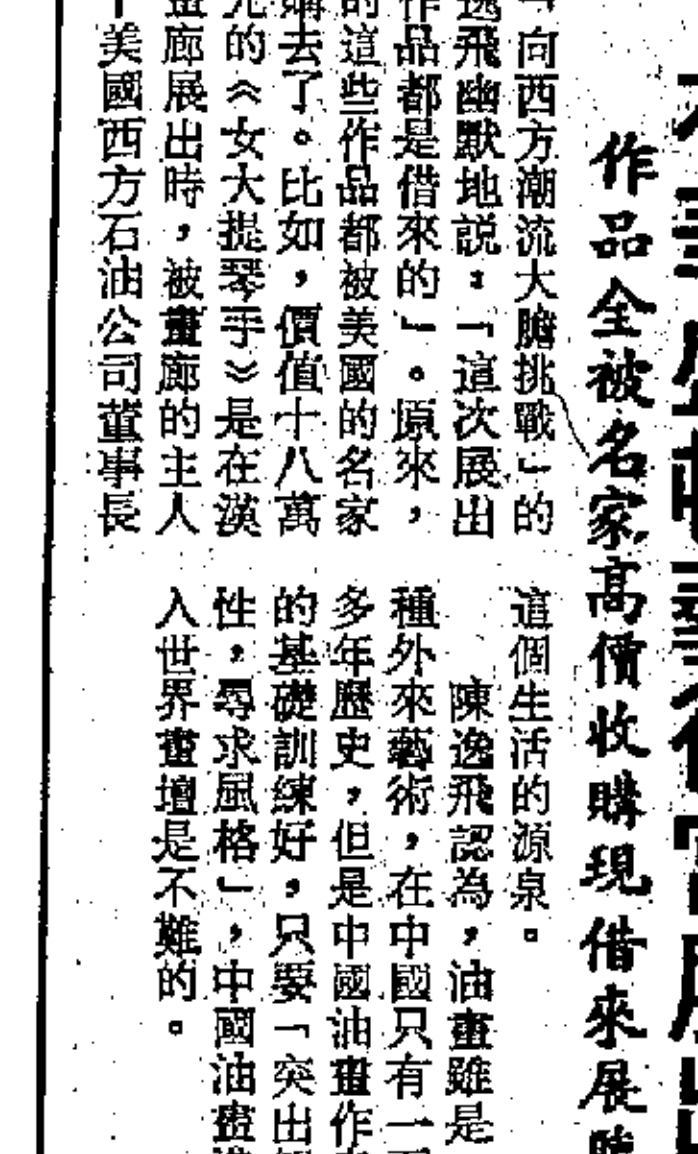 作品全被名家高價收購現借來展
「向西方潮流大膽挑戰」的
逸飛幽默地説：「這次展出
作品都是借來的」。原來，
的這些作品都被美國的名家
購去了。比如，價值十八萬
元的《女大提琴手》是在漢
畫廊展出時，被畫廊的主人
美國西方石油公司董事長
這個生活的源泉。
陳逸飛認為，油畫雖是
種外來藝術，在中國只有一
多年歷史，但是中國油畫作
的基礎訓練好，只要「突出
性，尋求風格」，中國油畫
入世界畫壇是不難的。